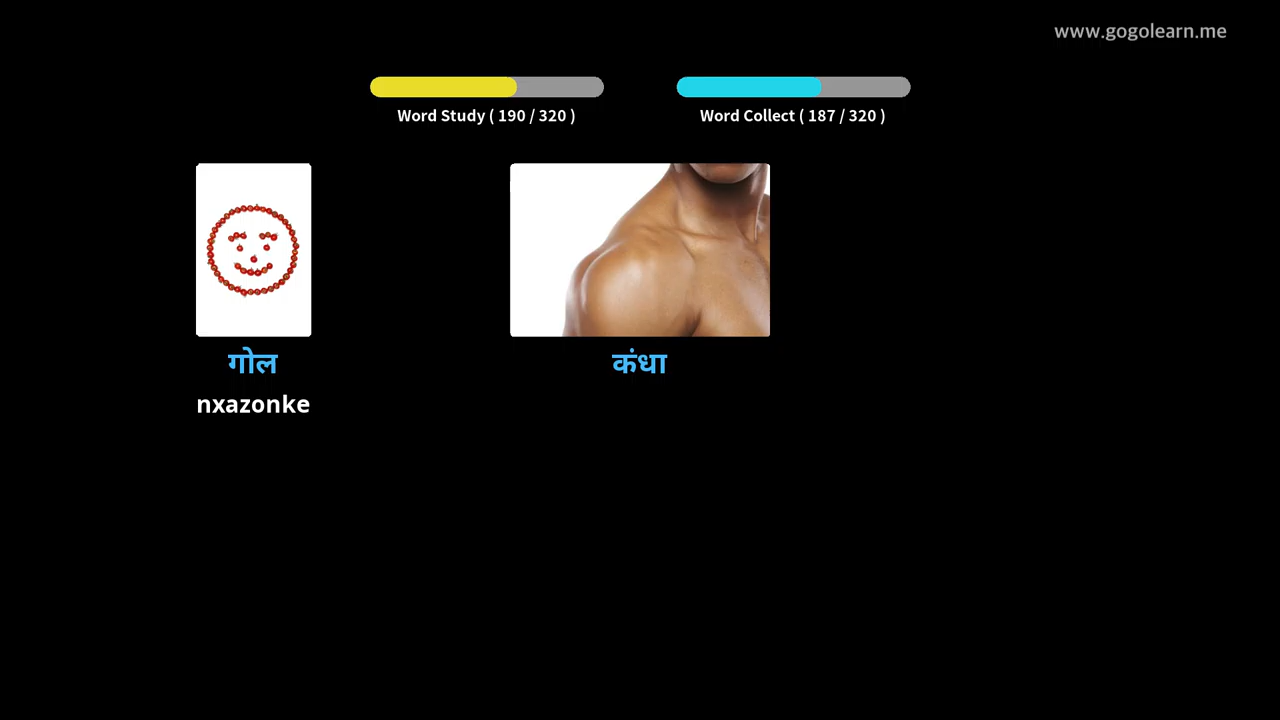 www.gogolearn.me
Word Study ( 190 / 320 )
Word Collect ( 187 / 320 )
गोल
nxazonke
कंधा